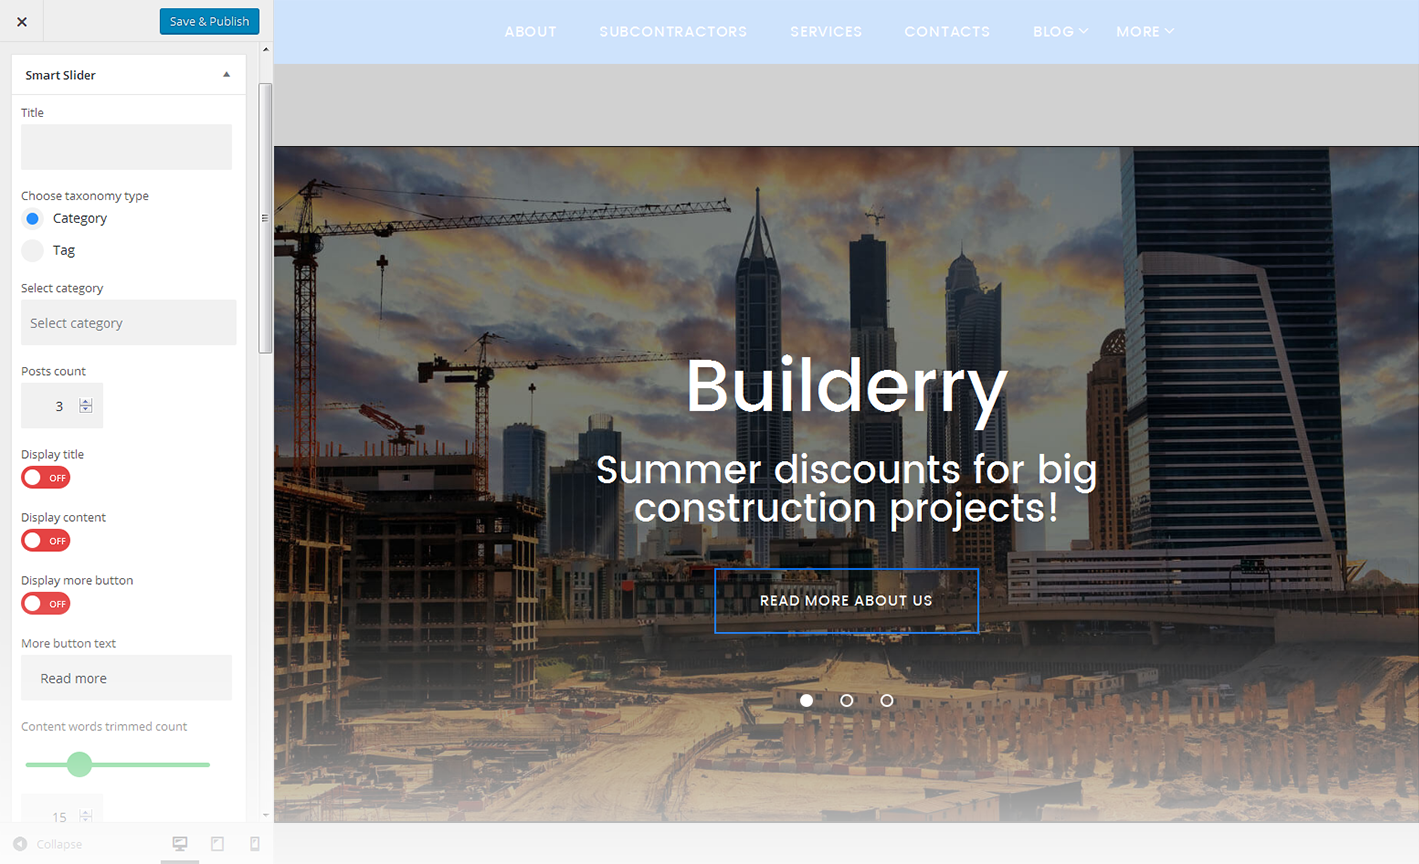 Save & Publish
ABOUT SUBCONTRACTORS SERVICES CONTACTS BLOG MORE
Smart Slider
Title
Choose taxonomy type
Category
Tag
Select category
Select category
Posts count
3
Display title
OFF
Display content
OFF
Display more button
OFF
More button text
Read more
Content words trimmed count
15
Collapse
Builderry
Summer discounts for big
construction projects!
READ MORE ABOUT US